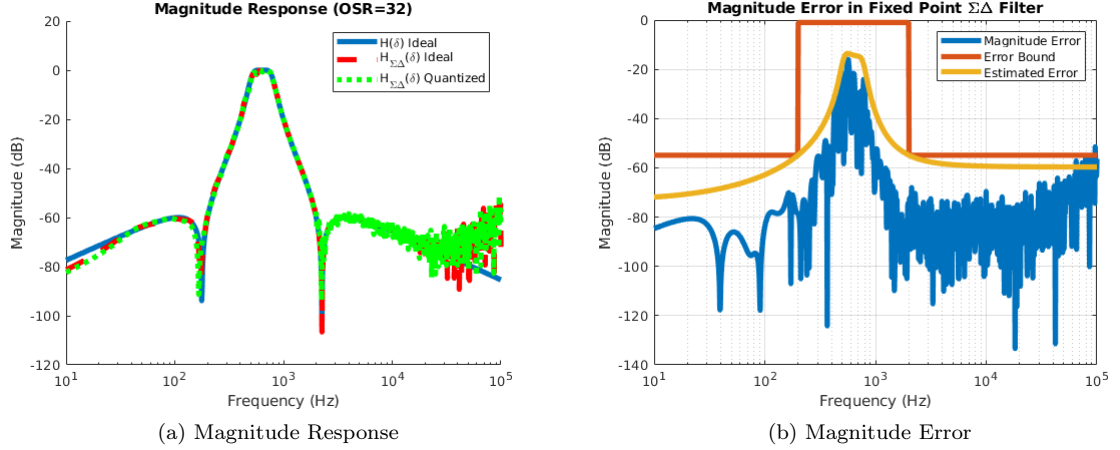 Magnitude Response (OSR=32)
20
0
-20
-40
-60
-80
-100
-120
Magnitude (dB)
H(δ) Ideal
H_ΣΔ(δ) Ideal
H_ΣΔ(δ) Quantized
10^1
10^2
10^3
10^4
10^5
Frequency (Hz)
(a) Magnitude Response
Magnitude Error in Fixed Point ΣΔ Filter
0
-20
-40
-60
-80
-100
-120
-140
Magnitude (dB)
Magnitude Error
Error Bound
Estimated Error
10^1
10^2
10^3
10^4
10^5
Frequency (Hz)
(b) Magnitude Error